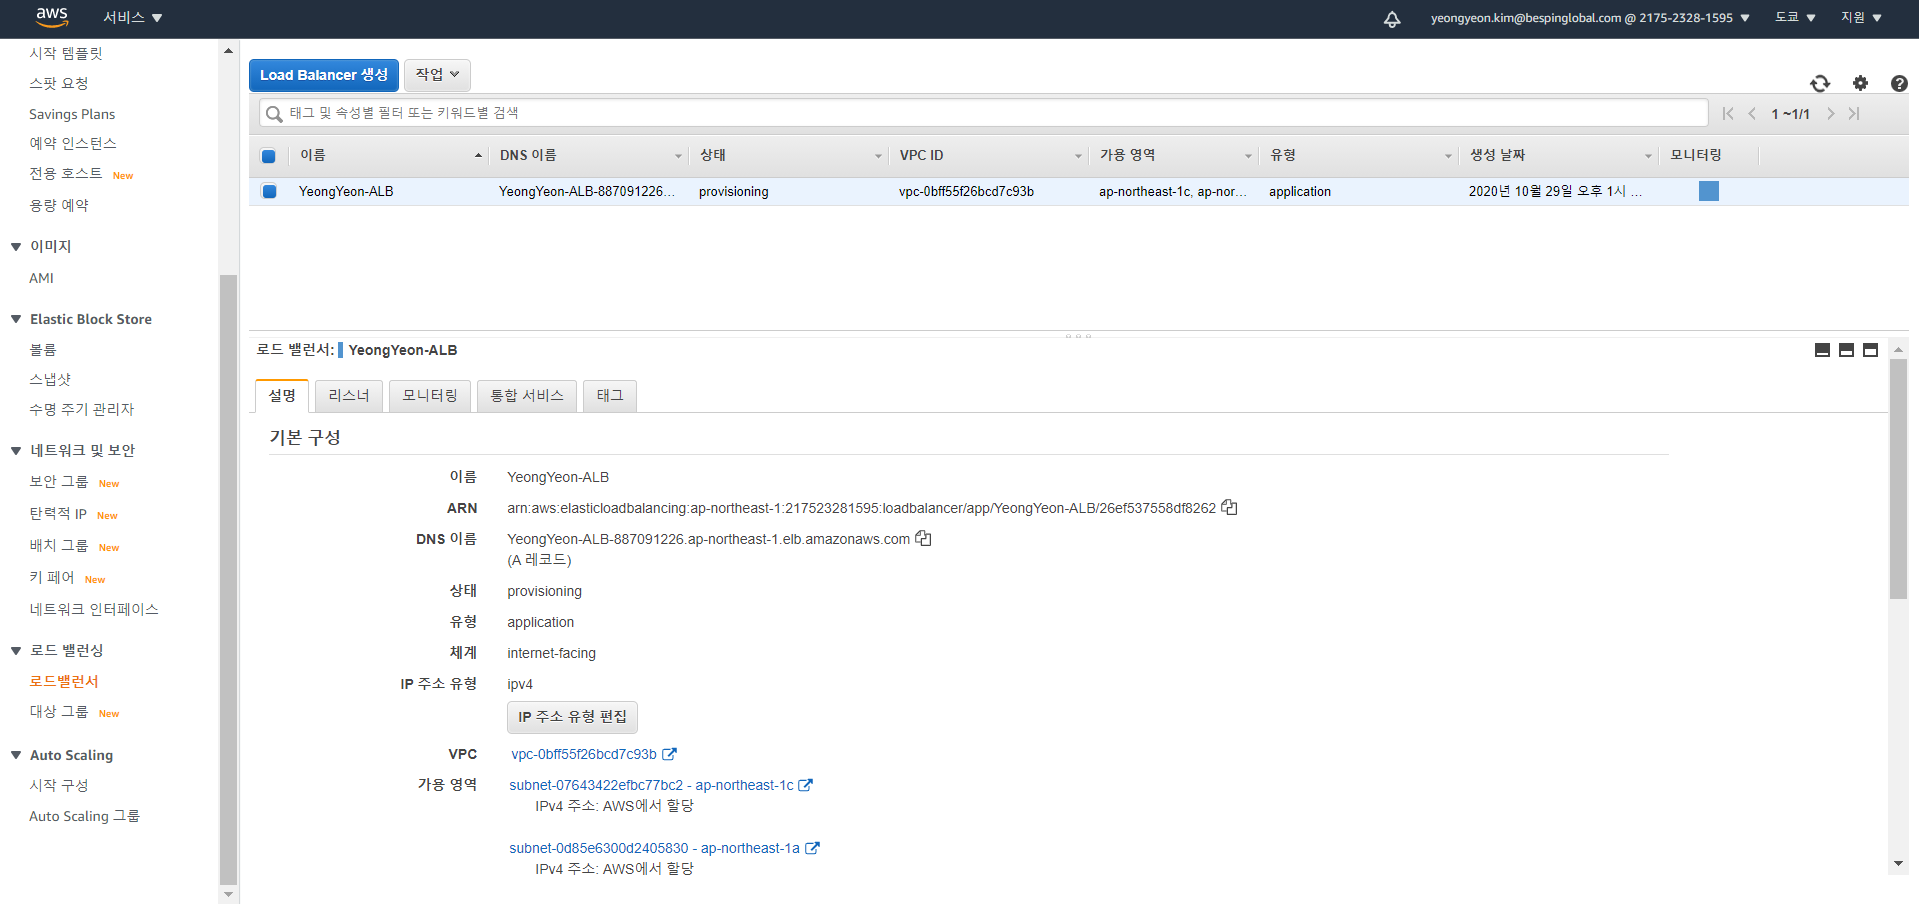 aws 서비스 yeongyeon.kim@bespinglobal.com @ 2175-2328-1595 도쿄 지원
시작 템플릿
스팟 요청
Savings Plans
예약 인스턴스
전용 호스트 New
용량 예약
이미지
AMI
Elastic Block Store
볼륨
스냅샷
수명 주기 관리자
네트워크 및 보안
보안 그룹 New
탄력적 IP New
배치 그룹 New
키 페어 New
네트워크 인터페이스
로드 밸런싱
로드밸런서
대상 그룹 New
Auto Scaling
시작 구성
Auto Scaling 그룹
Load Balancer 생성 작업
태그 및 속성별 필터 또는 키워드별 검색 1 ~1/1
이름 DNS 이름 상태 VPC ID 가용 영역 유형 생성 날짜 모니터링
YeongYeon-ALB YeongYeon-ALB-887091226... provisioning vpc-0bff55f26bcd7c93b ap-northeast-1c, ap-nor... application 2020년 10월 29일 오후 1시 ...
로드 밸런서: YeongYeon-ALB
설명 리스너 모니터링 통합 서비스 태그
기본 구성
이름 YeongYeon-ALB
ARN arn:aws:elasticloadbalancing:ap-northeast-1:217523281595:loadbalancer/app/YeongYeon-ALB/26ef537558df8262
DNS 이름 YeongYeon-ALB-887091226.ap-northeast-1.elb.amazonaws.com
(A 레코드)
상태 provisioning
유형 application
체계 internet-facing
IP 주소 유형 ipv4
IP 주소 유형 편집
VPC vpc-0bff55f26bcd7c93b
가용 영역 subnet-07643422efbc77bc2 - ap-northeast-1c
IPv4 주소: AWS에서 할당
subnet-0d85e6300d2405830 - ap-northeast-1a
IPv4 주소: AWS에서 할당